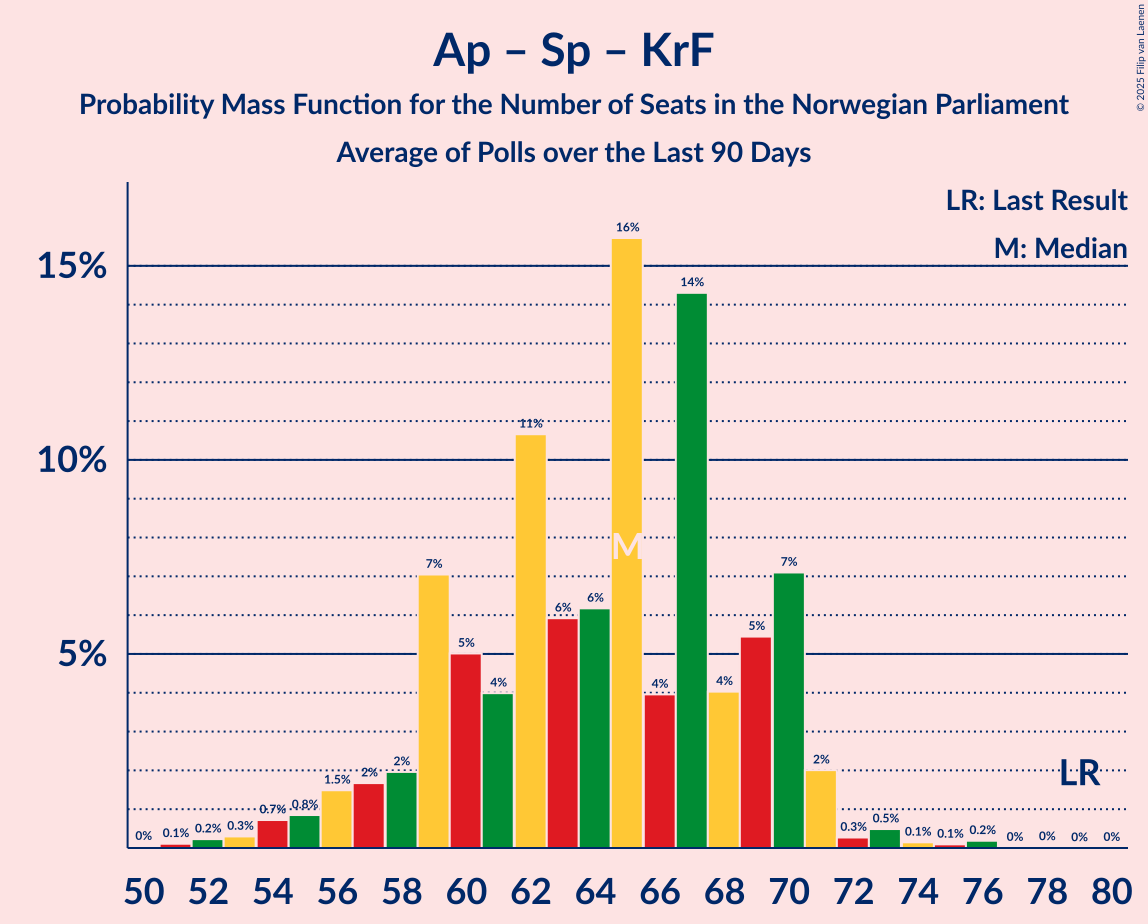 Ap – Sp – KrF
Probability Mass Function for the Number of Seats in the Norwegian Parliament
Average of Polls over the Last 90 Days
© 2025 Filip van Laenen
LR: Last Result
M: Median
15%
10%
5%
0% 0.1% 0.2% 0.3% 0.7% 0.8% 1.5% 2% 2% 7% 5% 4% 11% 6% 6% 16% 4% 14% 4% 5% 7% 2% 0.3% 0.5% 0.1% 0.1% 0.2% 0% 0% 0% 0%
M
LR
50 52 54 56 58 60 62 64 66 68 70 72 74 76 78 80